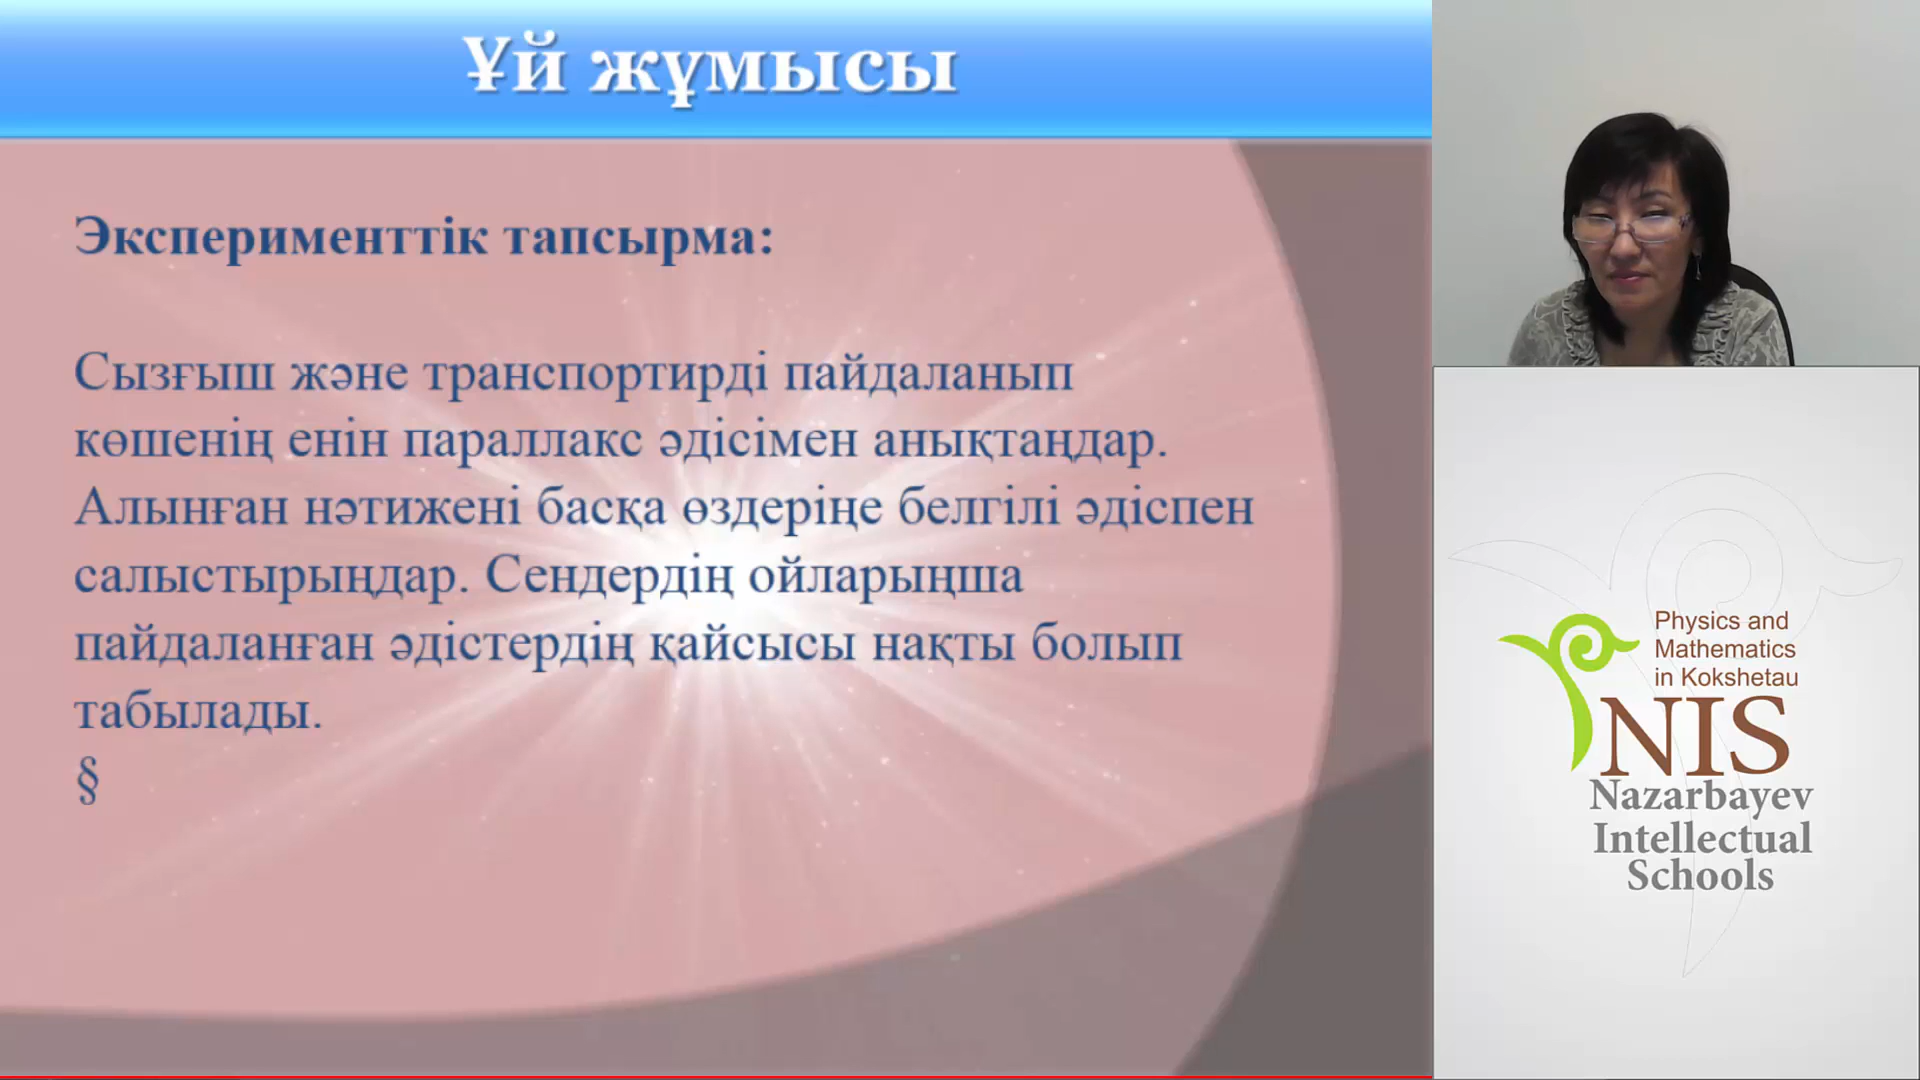 Ұй жұмысы
Эксперименттік тапсырма:
Сызғыш және транспортирді пайдаланып
көшенің енін параллакс әдісімен анықтаңдар.
Алынған нәтижені басқа өздеріңе белгілі әдіспен
салыстырыңдар. Сендердің ойларыңша
пайдаланған әдістердің қайсысы нақты болып
табылады.
§
Physics and
Mathematics
in Kokshetau
NIS
Nazarbayev
Intellectual
Schools